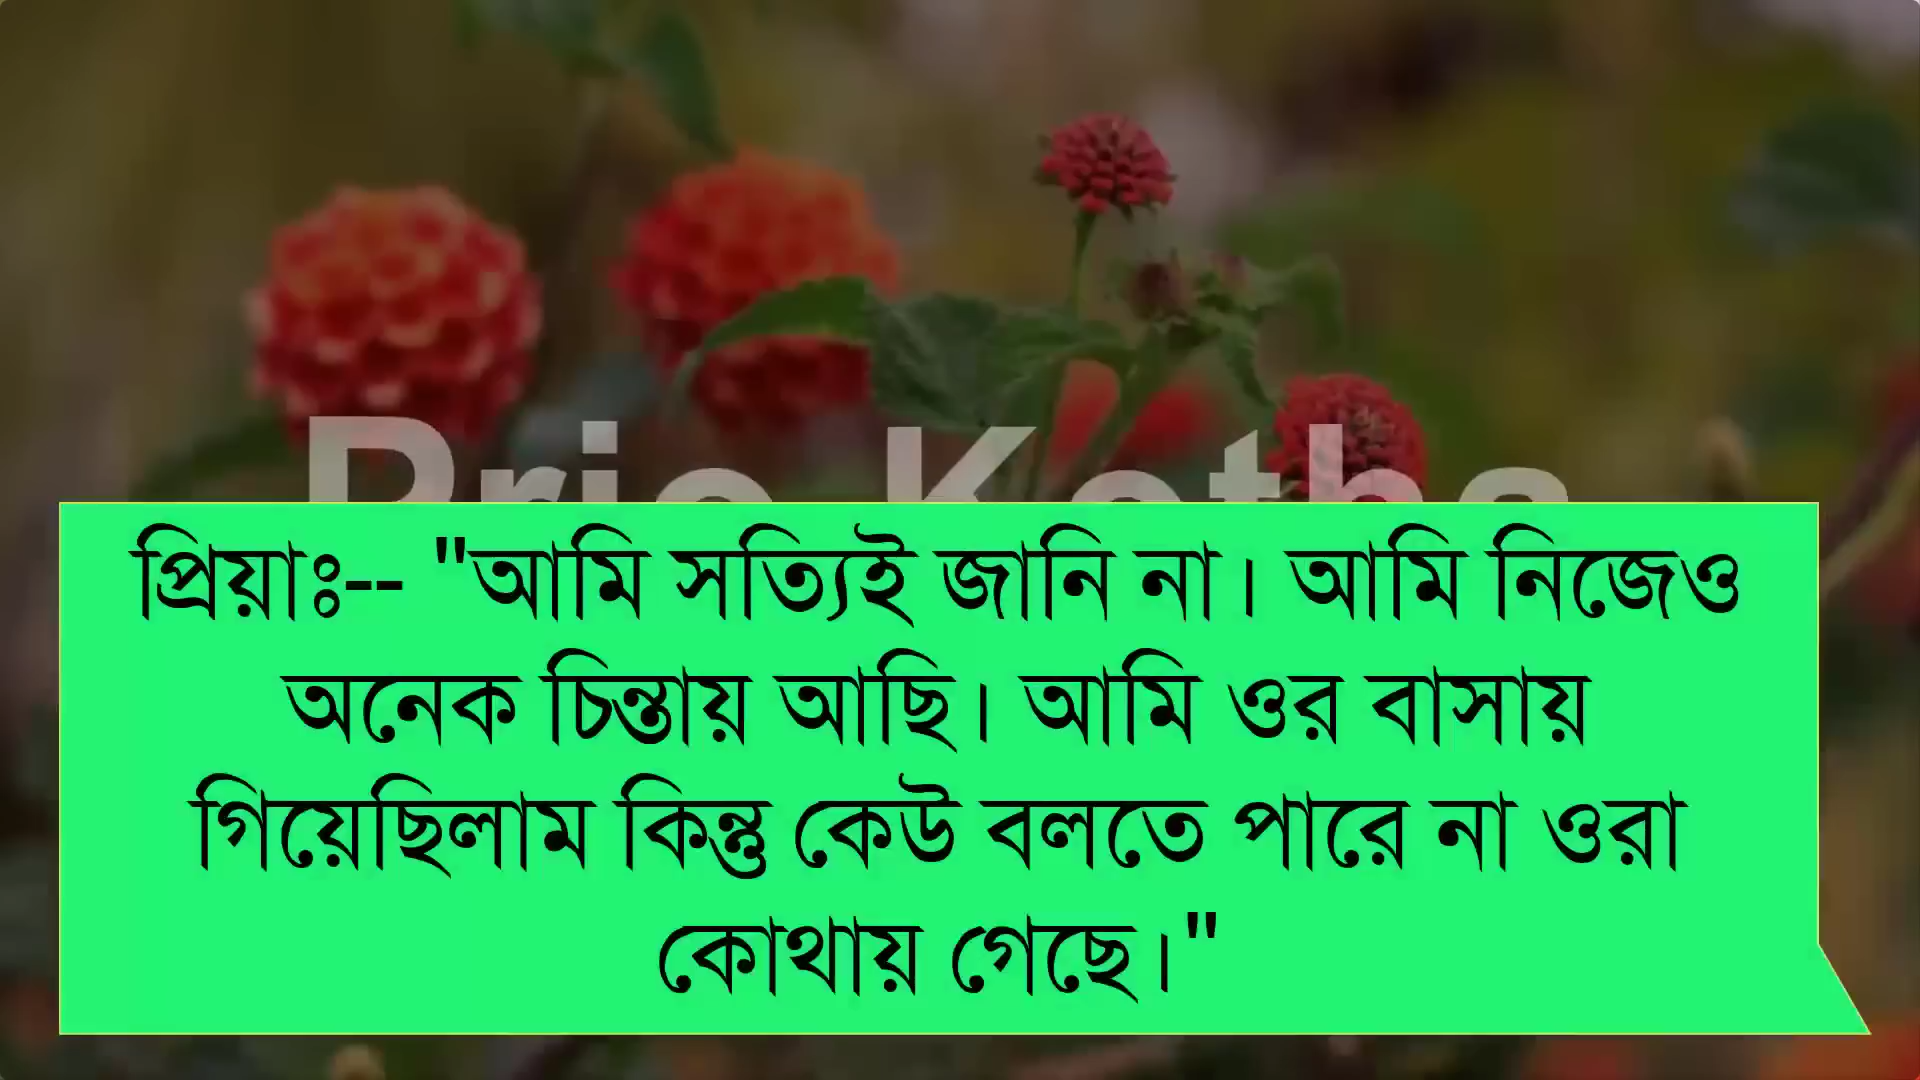 প্রিয়াঃ-- "আমি সত্যিই জানি না। আমি নিজেও
অনেক চিন্তায় আছি। আমি ওর বাসায়
গিয়েছিলাম কিন্তু কেউ বলতে পারে না ওরা
কোথায় গেছে।"